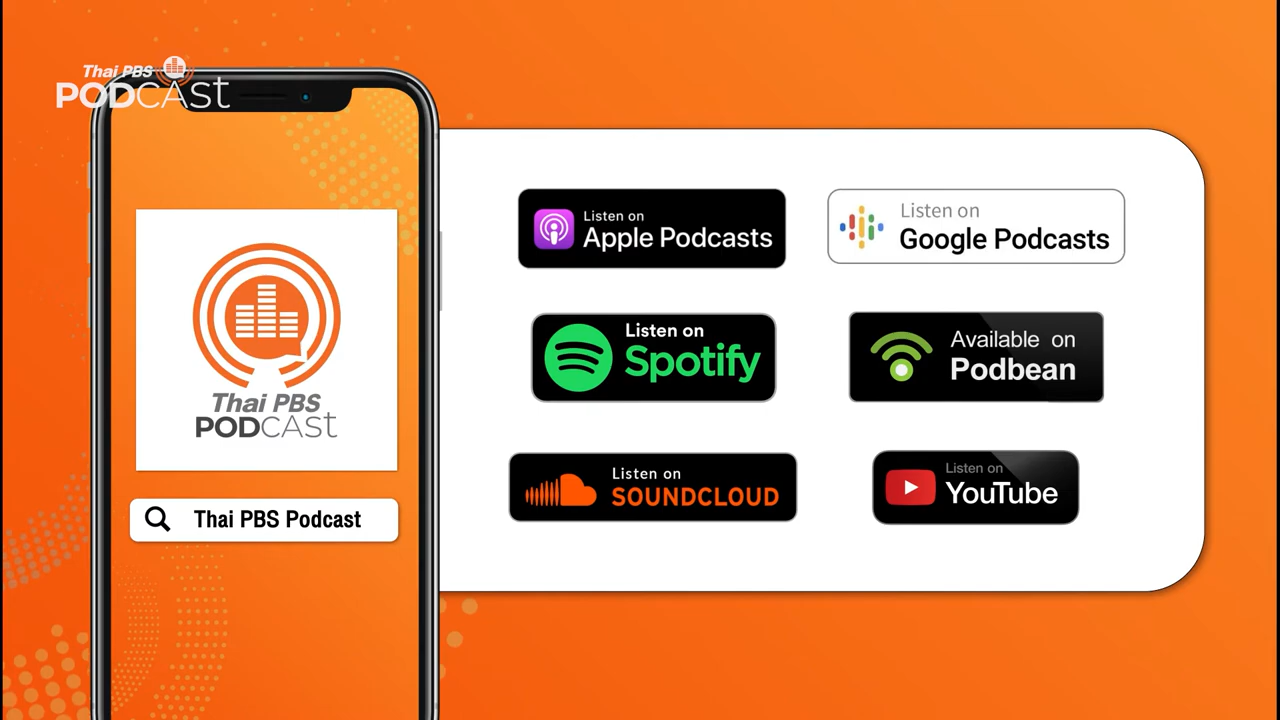 Thai PBS
PODCAST
Thai PBS
PODCAST
Thai PBS Podcast
Listen on
Apple Podcasts
Listen on
Google Podcasts
Listen on
Spotify
Available on
Podbean
Listen on
SOUNDCLOUD
Listen on
YouTube